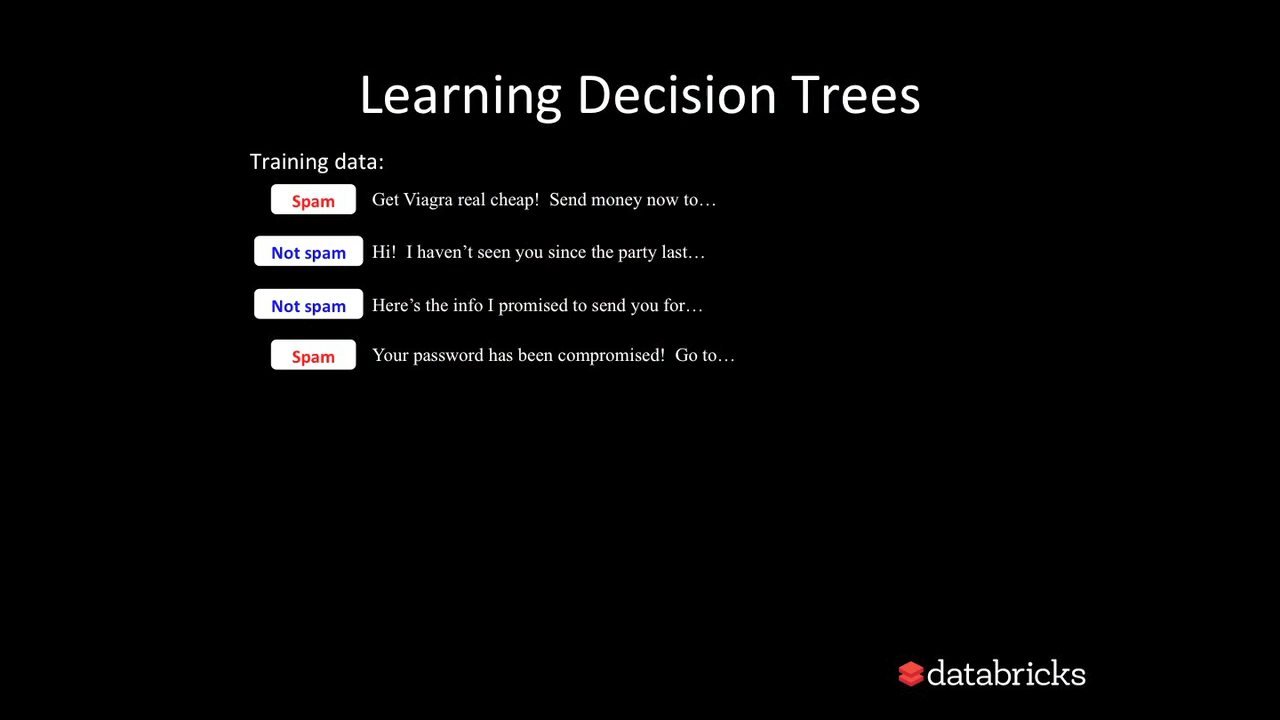 Learning Decision Trees
Training data:
Spam Get Viagra real cheap!  Send money now to…
Not spam Hi!  I haven’t seen you since the party last…
Not spam Here’s the info I promised to send you for…
Spam Your password has been compromised!  Go to…
databricks